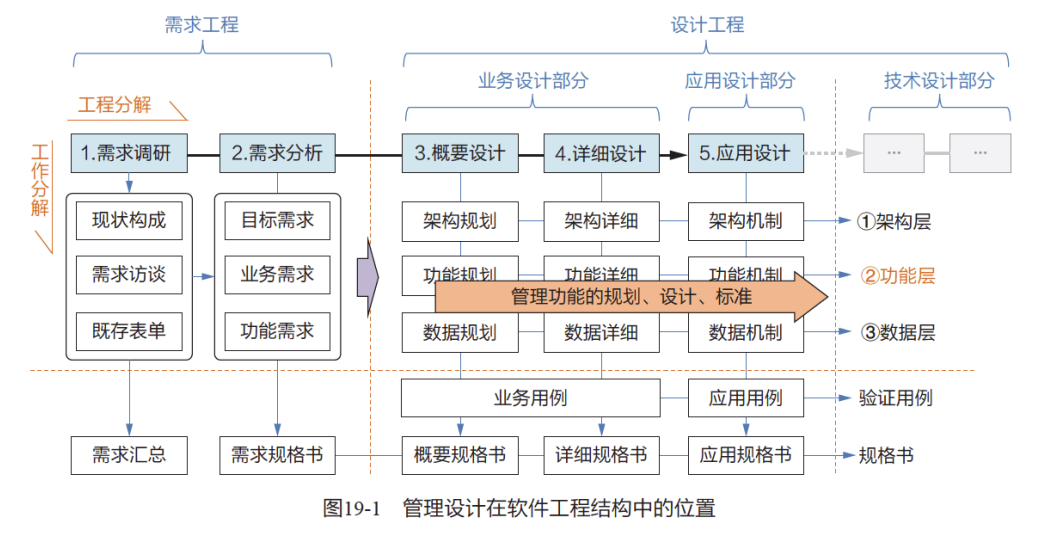 需求工程
设计工程
业务设计部分
应用设计部分
技术设计部分
工程分解
工作分解
1.需求调研
2.需求分析
3.概要设计
4.详细设计
5.应用设计
...
...
现状构成
目标需求
架构规划
架构详细
架构机制
①架构层
需求访谈
业务需求
功能规划
功能详细
功能机制
②功能层
管理功能的规划、设计、标准
既存表单
功能需求
数据规划
数据详细
数据机制
③数据层
业务用例
应用用例
验证用例
需求汇总
需求规格书
概要规格书
详细规格书
应用规格书
规格书
图19-1 管理设计在软件工程结构中的位置